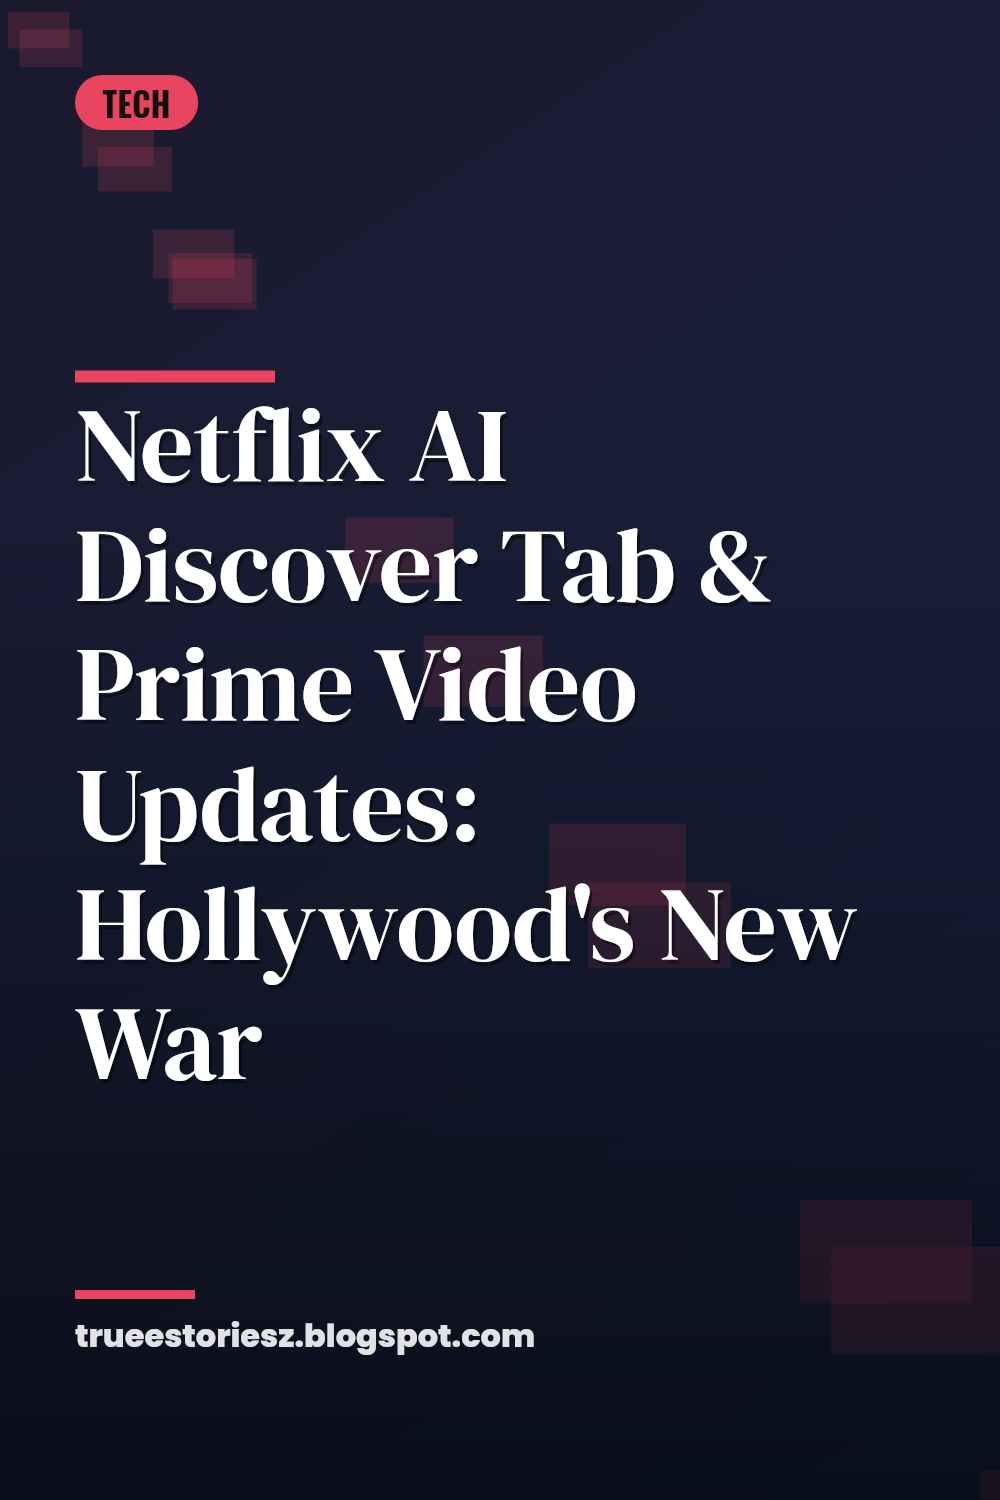 TECH
Netflix AI
Discover Tab &
Prime Video
Updates:
Hollywood's New
War
trueestoriesz.blogspot.com